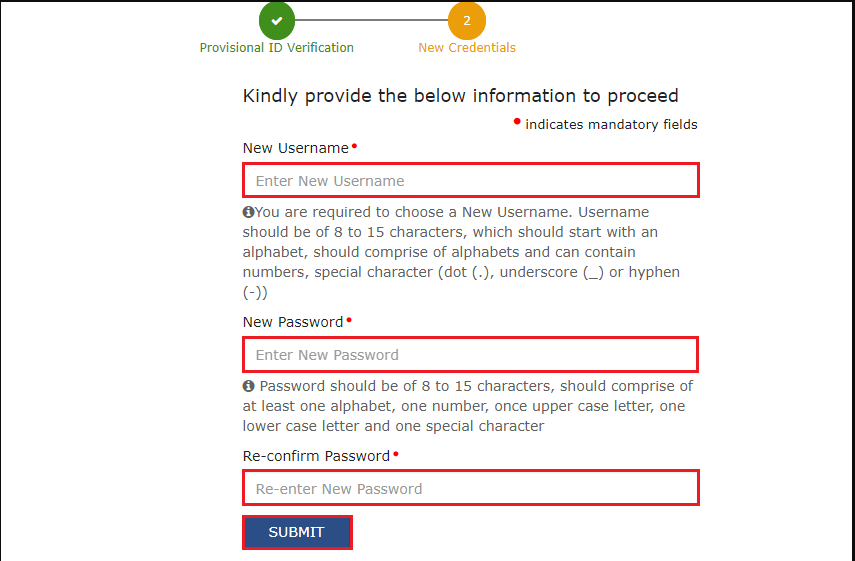 2
Provisional ID Verification
New Credentials
Kindly provide the below information to proceed
• indicates mandatory fields
New Username•
Enter New Username
You are required to choose a New Username. Username
should be of 8 to 15 characters, which should start with an
alphabet, should comprise of alphabets and can contain
numbers, special character (dot (.), underscore (_) or hyphen
(-))
New Password•
Enter New Password
Password should be of 8 to 15 characters, should comprise of
at least one alphabet, one number, once upper case letter, one
lower case letter and one special character
Re-confirm Password•
Re-enter New Password
SUBMIT